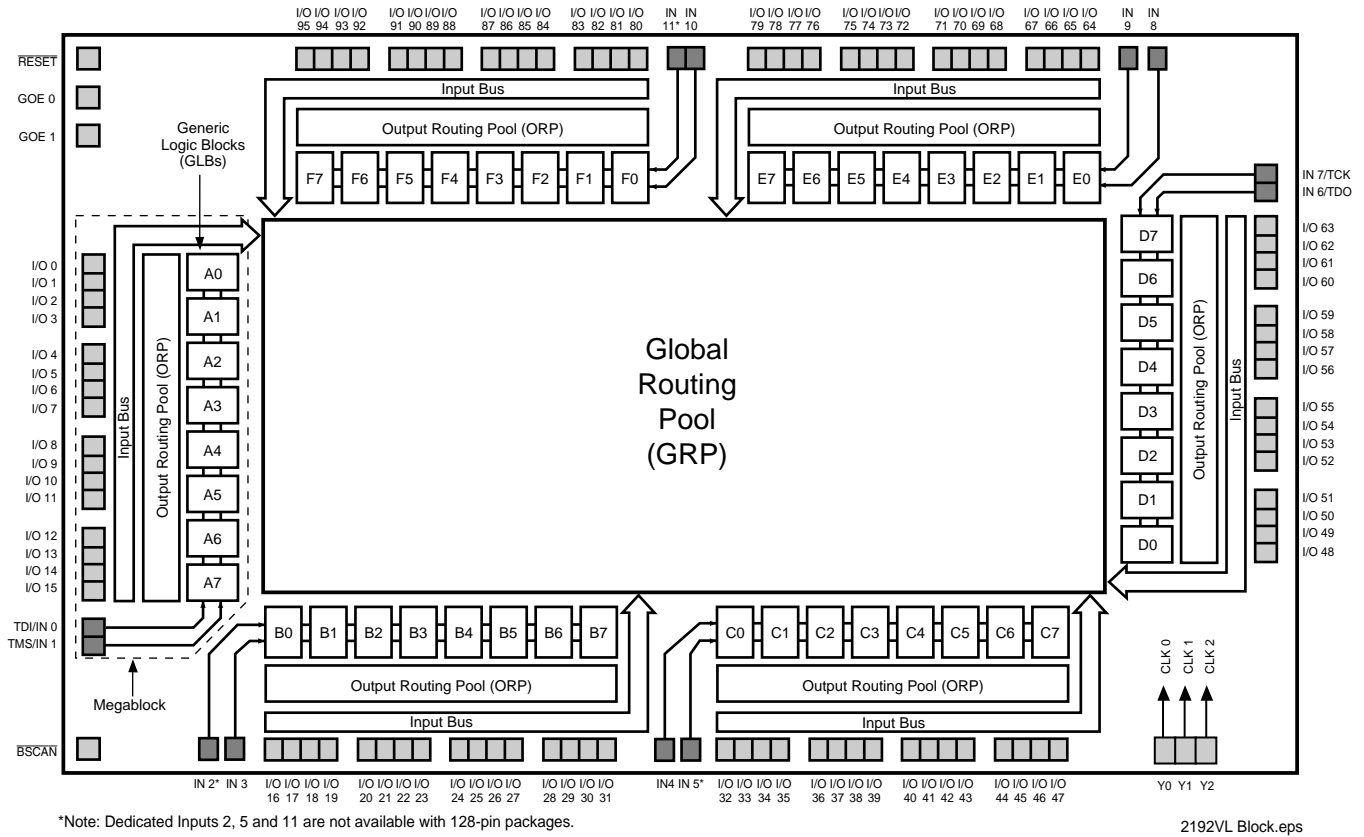 I/O I/O I/O I/O
95 94 93 92
I/O I/O I/O I/O
91 90 89 88
I/O I/O I/O I/O
87 86 85 84
I/O I/O I/O I/O
83 82 81 80
IN IN
11* 10
I/O I/O I/O I/O
79 78 77 76
I/O I/O I/O I/O
75 74 73 72
I/O I/O I/O I/O
71 70 69 68
I/O I/O I/O I/O
67 66 65 64
IN IN
9 8
RESET
GOE 0
GOE 1
Generic
Logic Blocks
(GLBs)
Input Bus
Output Routing Pool (ORP)
F7 F6 F5 F4 F3 F2 F1 F0
Input Bus
Output Routing Pool (ORP)
E7 E6 E5 E4 E3 E2 E1 E0
IN 7/TCK
IN 6/TDO
I/O 0
I/O 1
I/O 2
I/O 3
I/O 4
I/O 5
I/O 6
I/O 7
I/O 8
I/O 9
I/O 10
I/O 11
I/O 12
I/O 13
I/O 14
I/O 15
TDI/IN 0
TMS/IN 1
Input Bus
Output Routing Pool (ORP)
A0
A1
A2
A3
A4
A5
A6
A7
Global
Routing
Pool
(GRP)
D7
D6
D5
D4
D3
D2
D1
D0
Output Routing Pool (ORP)
Input Bus
I/O 63
I/O 62
I/O 61
I/O 60
I/O 59
I/O 58
I/O 57
I/O 56
I/O 55
I/O 54
I/O 53
I/O 52
I/O 51
I/O 50
I/O 49
I/O 48
B0 B1 B2 B3 B4 B5 B6 B7
Output Routing Pool (ORP)
Input Bus
C0 C1 C2 C3 C4 C5 C6 C7
Output Routing Pool (ORP)
Input Bus
CLK 0
CLK 1
CLK 2
Megablock
BSCAN
IN 2* IN 3
I/O I/O I/O I/O
16 17 18 19
I/O I/O I/O I/O
20 21 22 23
I/O I/O I/O I/O
24 25 26 27
I/O I/O I/O I/O
28 29 30 31
IN4 IN 5*
I/O I/O I/O I/O
32 33 34 35
I/O I/O I/O I/O
36 37 38 39
I/O I/O I/O I/O
40 41 42 43
I/O I/O I/O I/O
44 45 46 47
Y0 Y1 Y2
*Note: Dedicated Inputs 2, 5 and 11 are not available with 128-pin packages.
2192VL Block.eps